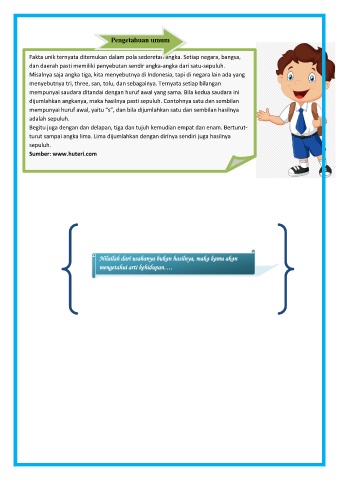 Pengetahuan umum
Fakta unik ternyata ditemukan dalam pola sederetan angka. Setiap negara, bangsa,
dan daerah pasti memiliki penyebutan sendir angka-angka dari satu-sepuluh.
Misalnya saja angka tiga, kita menyebutnya di Indonesia, tapi di negara lain ada yang
menyebutnya tri, three, san, tolu, dan sebagainya. Ternyata setiap bilangan
mempunyai saudara ditandai dengan huruf awal yang sama. Bila kedua saudara ini
dijumlahkan angkanya, maka hasilnya pasti sepuluh. Contohnya satu dan sembilan
mempunyai huruf awal, yaitu "s", dan bila dijumlahkan satu dan sembilan hasilnya
adalah sepuluh.
Begitu juga dengan dan delapan, tiga dan tujuh kemudian empat dan enam. Berturut-
turut sampai angka lima. Lima dijumlahkan dengan dirinya sendiri juga hasilnya
sepuluh.
Sumber: www.huteri.com
Nilailah dari usahanya bukan hasilnya, maka kamu akan
mengetahui arti kehidupan....